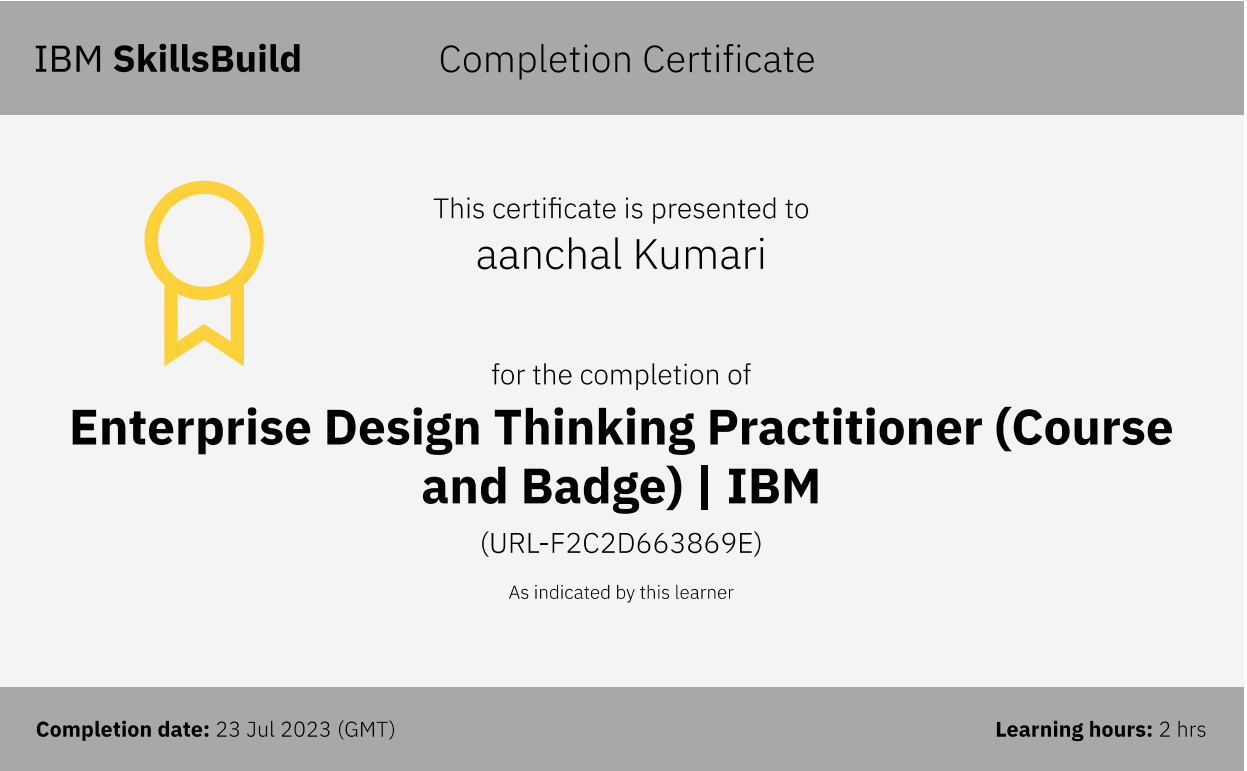 IBM SkillsBuild
Completion Certificate
This certificate is presented to
aanchal Kumari
for the completion of
Enterprise Design Thinking Practitioner (Course
and Badge) | IBM
(URL-F2C2D663869E)
As indicated by this learner
Completion date: 23 Jul 2023 (GMT)
Learning hours: 2 hrs